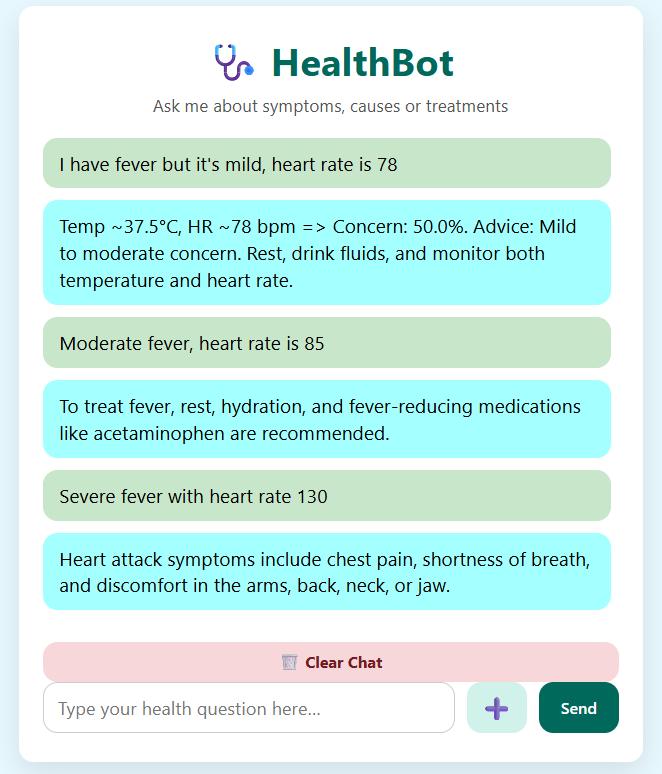 HealthBot
Ask me about symptoms, causes or treatments
I have fever but it's mild, heart rate is 78
Temp ~37.5°C, HR ~78 bpm => Concern: 50.0%. Advice: Mild
to moderate concern. Rest, drink fluids, and monitor both
temperature and heart rate.
Moderate fever, heart rate is 85
To treat fever, rest, hydration, and fever-reducing medications
like acetaminophen are recommended.
Severe fever with heart rate 130
Heart attack symptoms include chest pain, shortness of breath,
and discomfort in the arms, back, neck, or jaw.
Clear Chat
Type your health question here...
Send